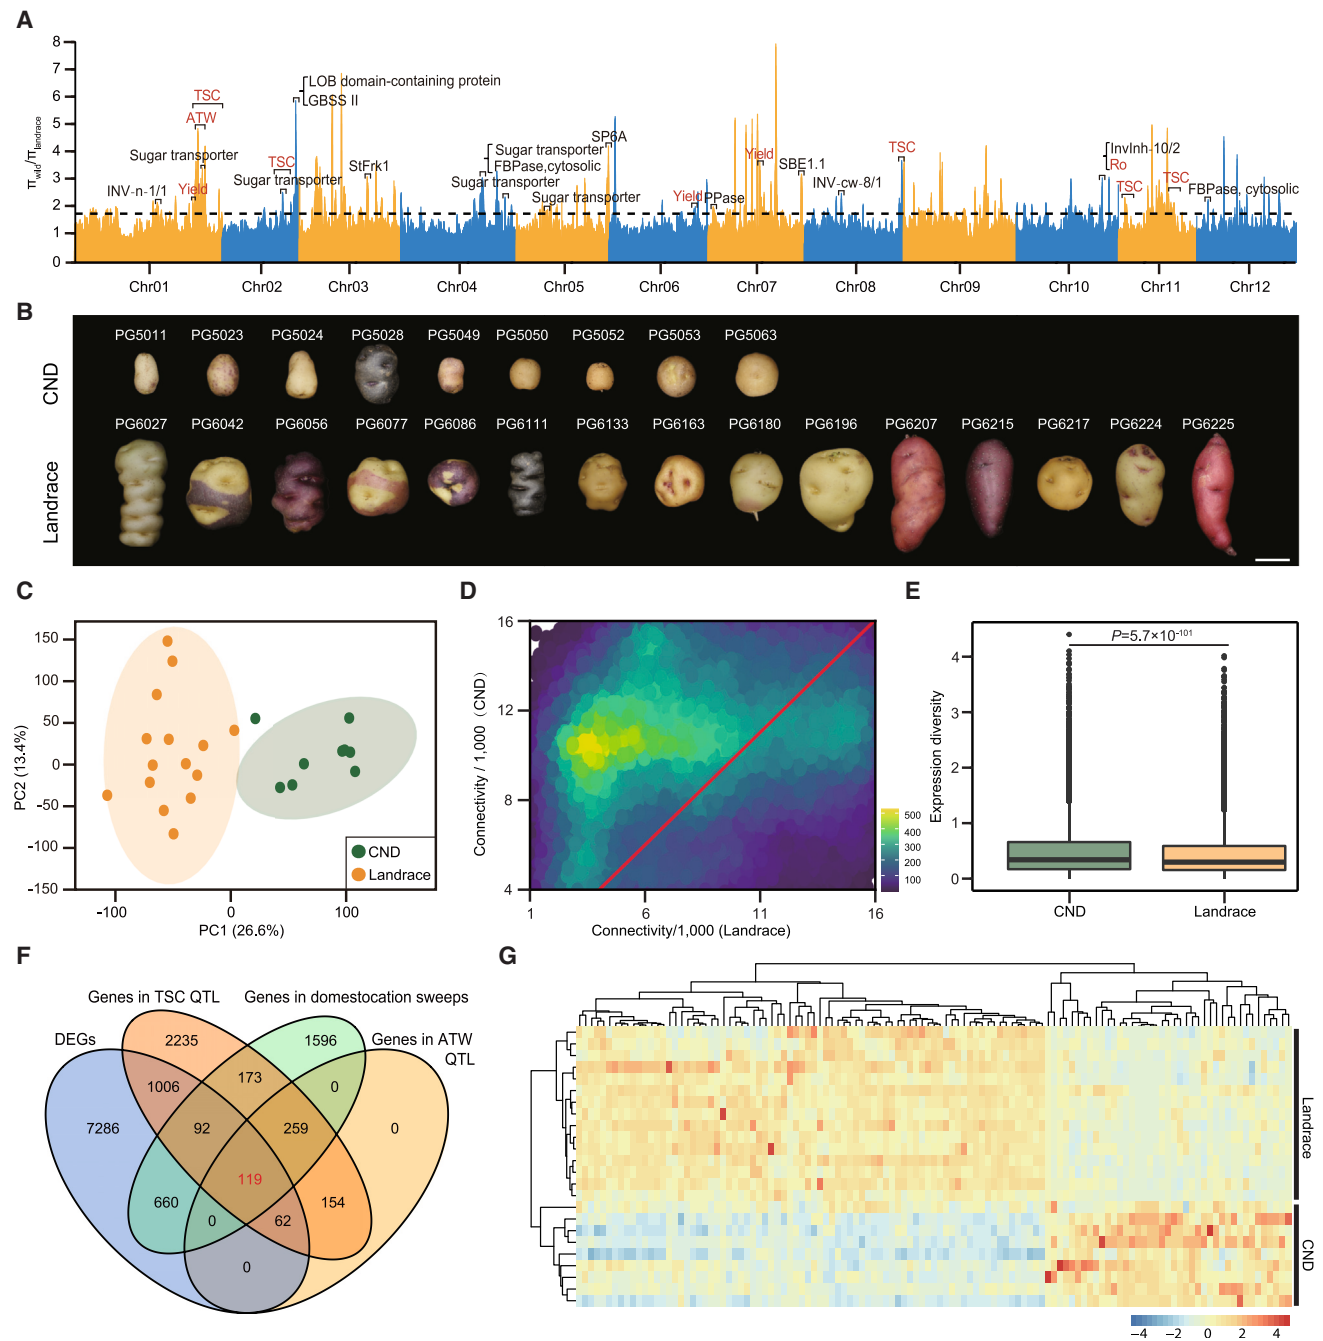 A
8
7
6
5
4
3
2
1
0
πwild/πlandrace
INV-n-1/1
Sugar transporter
Yield
ATW
TSC
TSC
Sugar transporter
LOB domain-containing protein
GBSS II
StFrk1
Sugar transporter
FBPase,cytosolic
Sugar transporter
Sugar transporter
SP6A
Yield
PPase
Yield
SBE1.1
INV-cw-8/1
TSC
InvInh-10/2
Ro
TSC
TSC
FBPase, cytosolic
Chr01 Chr02 Chr03 Chr04 Chr05 Chr06 Chr07 Chr08 Chr09 Chr10 Chr11 Chr12
B
CND
PG5011 PG5023 PG5024 PG5028 PG5049 PG5050 PG5052 PG5053 PG5063
Landrace
PG6027 PG6042 PG6056 PG6077 PG6086 PG6111 PG6133 PG6163 PG6180 PG6196 PG6207 PG6215 PG6217 PG6224 PG6225
C
PC2 (13.4%)
150
100
50
0
-50
-100
-150
-100 0 100
PC1 (26.6%)
CND
Landrace
D
Connectivity / 1,000 (CND)
16
12
8
4
1 6 11 16
Connectivity/1,000 (Landrace)
500
400
300
200
100
E
Expression diversity
4
3
2
1
0
P=5.7×10-101
CND Landrace
F
Genes in TSC QTL
Genes in domestocation sweeps
DEGs
Genes in ATW
QTL
2235
1596
1006
173
0
7286
92
259
0
119
660
154
0
62
0
G
Landrace
CND
−4 −2 0 2 4